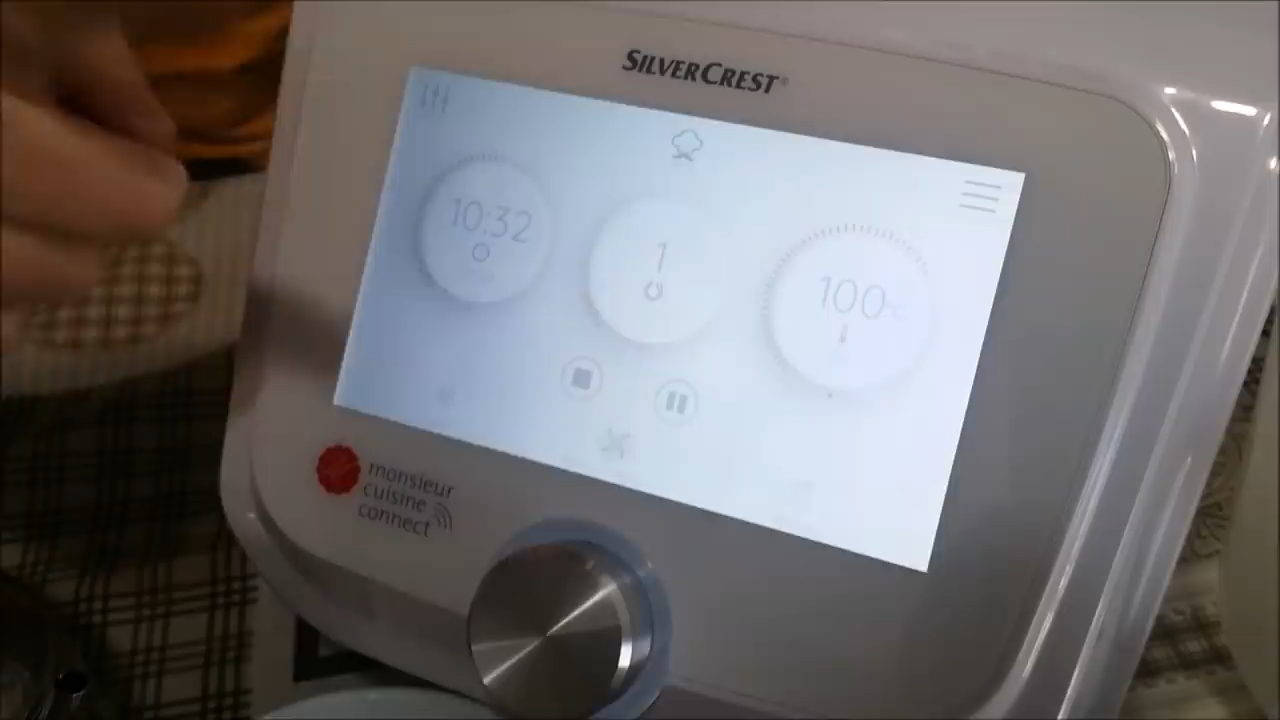 SILVERCREST®
10:32
1
100°C
monsieur
cuisine
connect